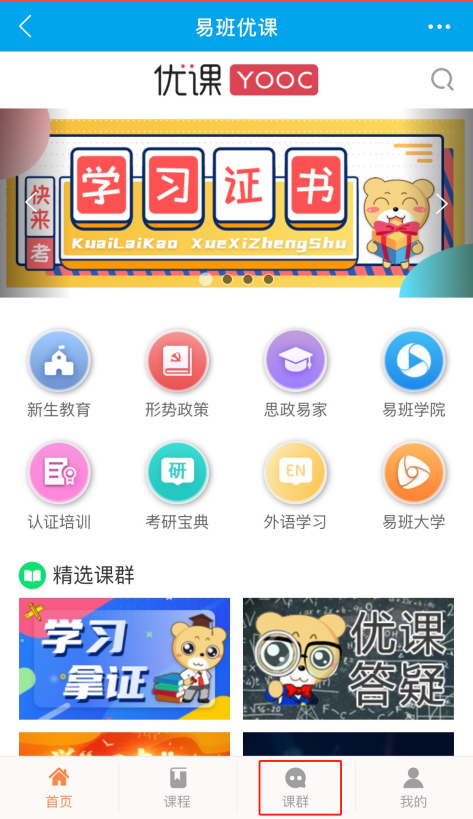 易班优课
优课 YOOC
快来考
学习证书
KuaiLaiKao XueXiZhengShu
新生教育
形势政策
思政易家
易班学院
研
EN
认证培训
考研宝典
外语学习
易班大学
精选课群
学习
拿证
优课
答疑
首页
课程
课群
我的